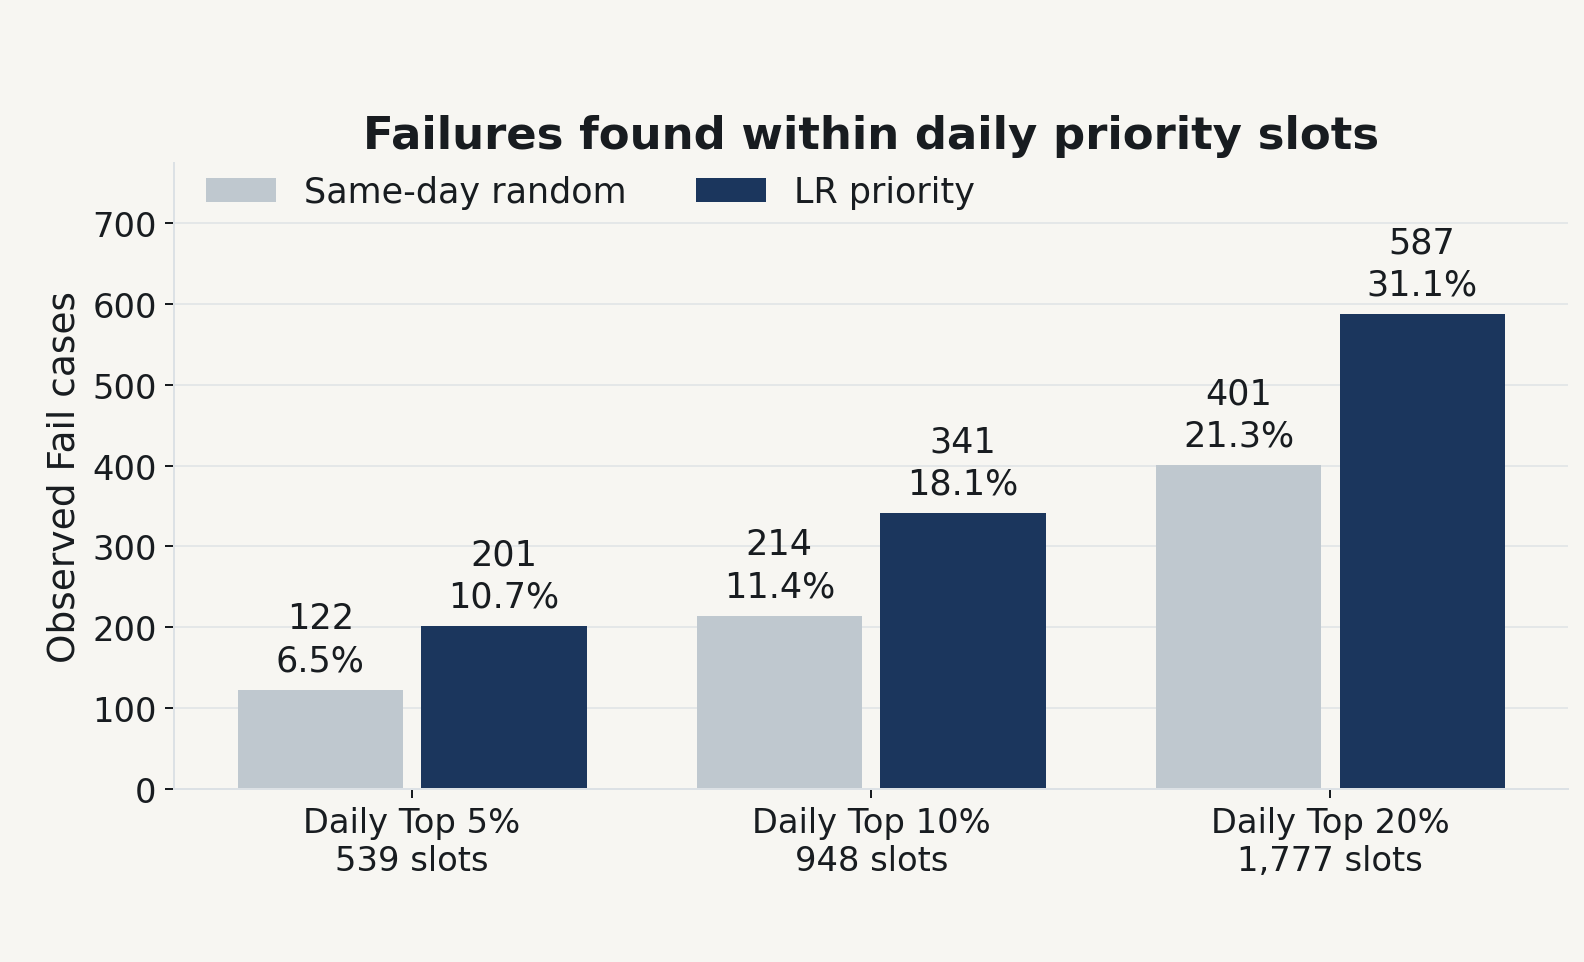 Failures found within daily priority slots
Same-day random
LR priority
Observed Fail cases
700
600
500
400
300
200
100
0
122
6.5%
201
10.7%
214
11.4%
341
18.1%
401
21.3%
587
31.1%
Daily Top 5%
539 slots
Daily Top 10%
948 slots
Daily Top 20%
1,777 slots